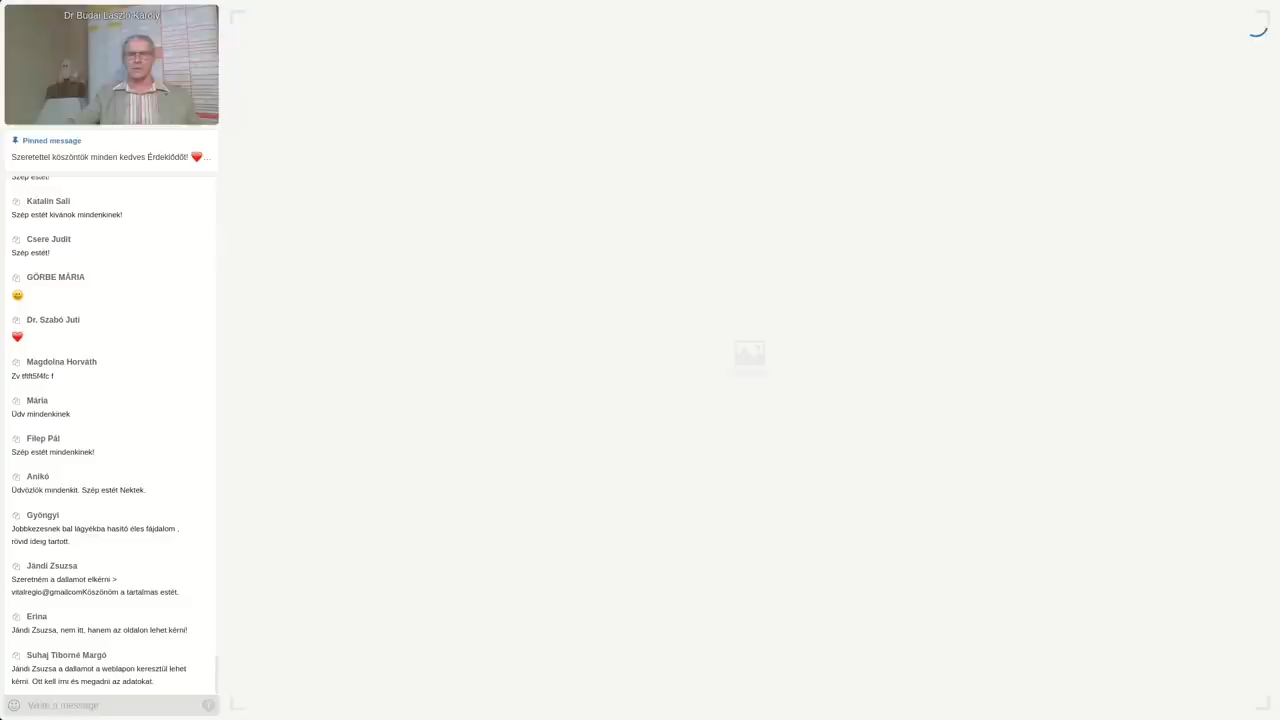 Dr Budai László Károly
Pinned message
Szeretettel köszöntök minden kedves Érdeklődőt! ❤️...
Szép estét!
Katalin Sali
Szép estét kívánok mindenkinek!
Csere Judit
Szép estét!
GÖRBE MÁRIA
😀
Dr. Szabó Juti
❤️
Magdolna Horváth
Zv tftft5f4fc f
Mária
Üdv mindenkinek
Filep Pál
Szép estét mindenkinek!
Anikó
Üdvözlök mindenkit. Szép estét Nektek.
Gyöngyi
Jobbkezesnek bal lágyékba hasító éles fájdalom .
rövid ideig tartott.
Jándi Zsuzsa
Szeretném a dallamot elkérni >
vitalregio@gmailcomKöszönöm a tartalmas estét.
Erina
Jándi Zsuzsa, nem itt, hanem az oldalon lehet kérni!
Suhaj Tiborné Margó
Jándi Zsuzsa a dallamot a weblapon keresztül lehet
kérni. Ott kell írni és megadni az adatokat.
Write a message